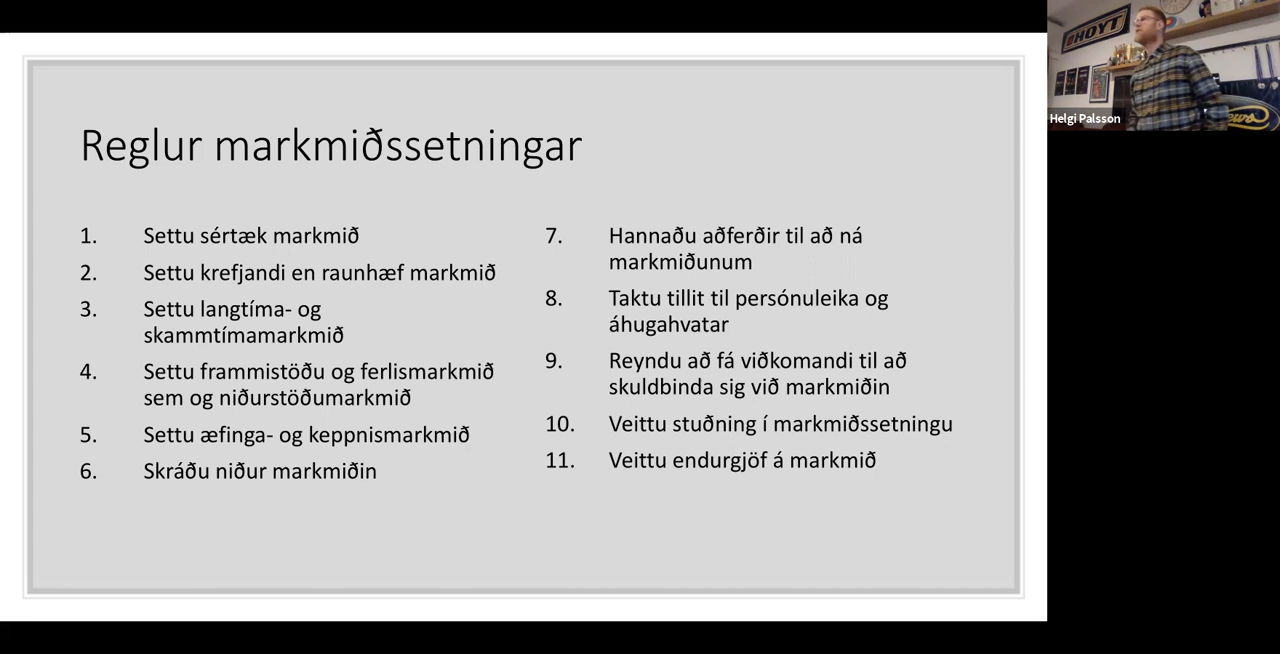 Reglur markmiðssetningar
1. Settu sértæk markmið
2. Settu krefjandi en raunhæf markmið
3. Settu langtíma- og
skammtímamarkmið
4. Settu frammistöðu og ferlismarkmið
sem og niðurstöðumarkmið
5. Settu æfinga- og keppnismarkmið
6. Skráðu niður markmiðin
7. Hannaðu aðferðir til að ná
markmiðunum
8. Taktu tillit til persónuleika og
áhugahvatar
9. Reyndu að fá viðkomandi til að
skuldbinda sig við markmiðin
10. Veittu stuðning í markmiðssetningu
11. Veittu endurgjöf á markmið
HOYT
Helgi Palsson